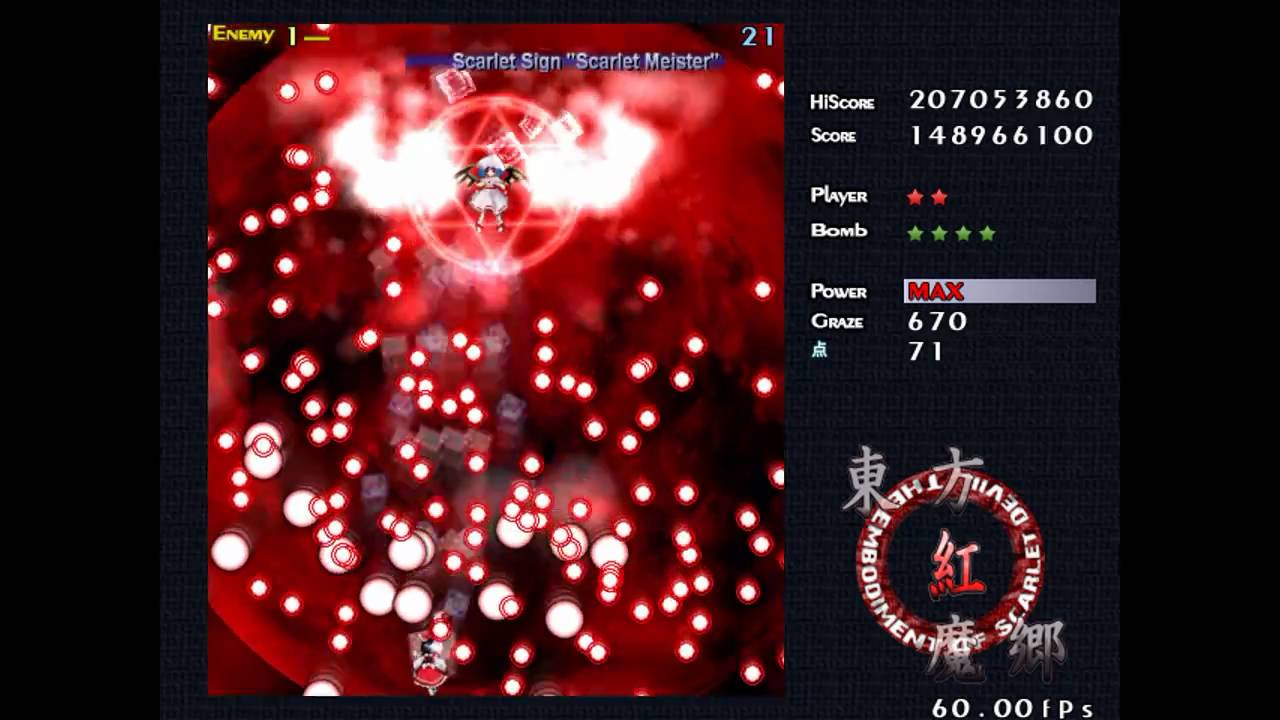 ENEMY 1 21
Scarlet Sign "Scarlet Meister"
HiScore 207053860
Score 148966100
Player
Bomb
Power MAX
Graze 670
点 71
東方
紅
魔郷
THE EMBODIMENT OF SCARLET DEVIL
60.00fps